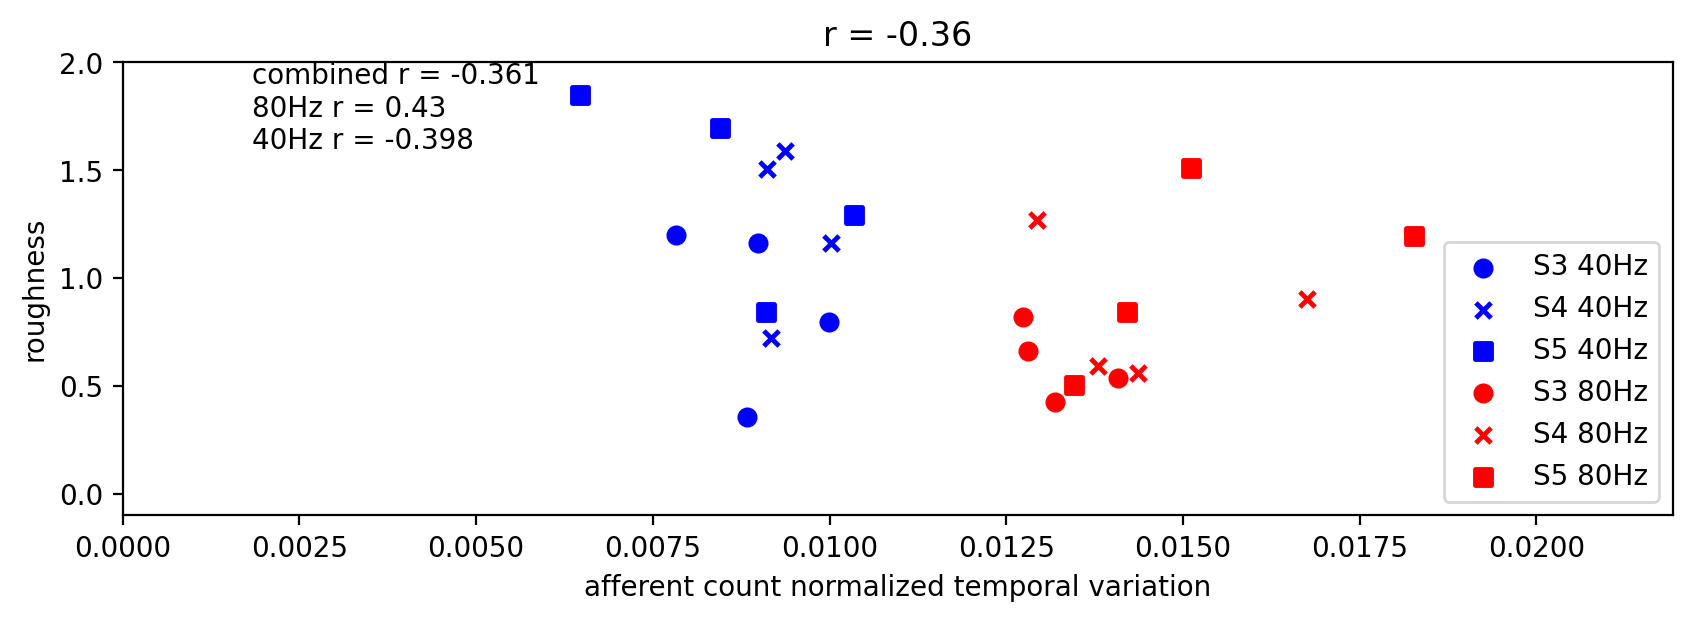 r = -0.36
combined r = -0.361
80Hz r = 0.43
40Hz r = -0.398
roughness
2.0
1.5
1.0
0.5
0.0
S3 40Hz
S4 40Hz
S5 40Hz
S3 80Hz
S4 80Hz
S5 80Hz
0.0000 0.0025 0.0050 0.0075 0.0100 0.0125 0.0150 0.0175 0.0200
afferent count normalized temporal variation